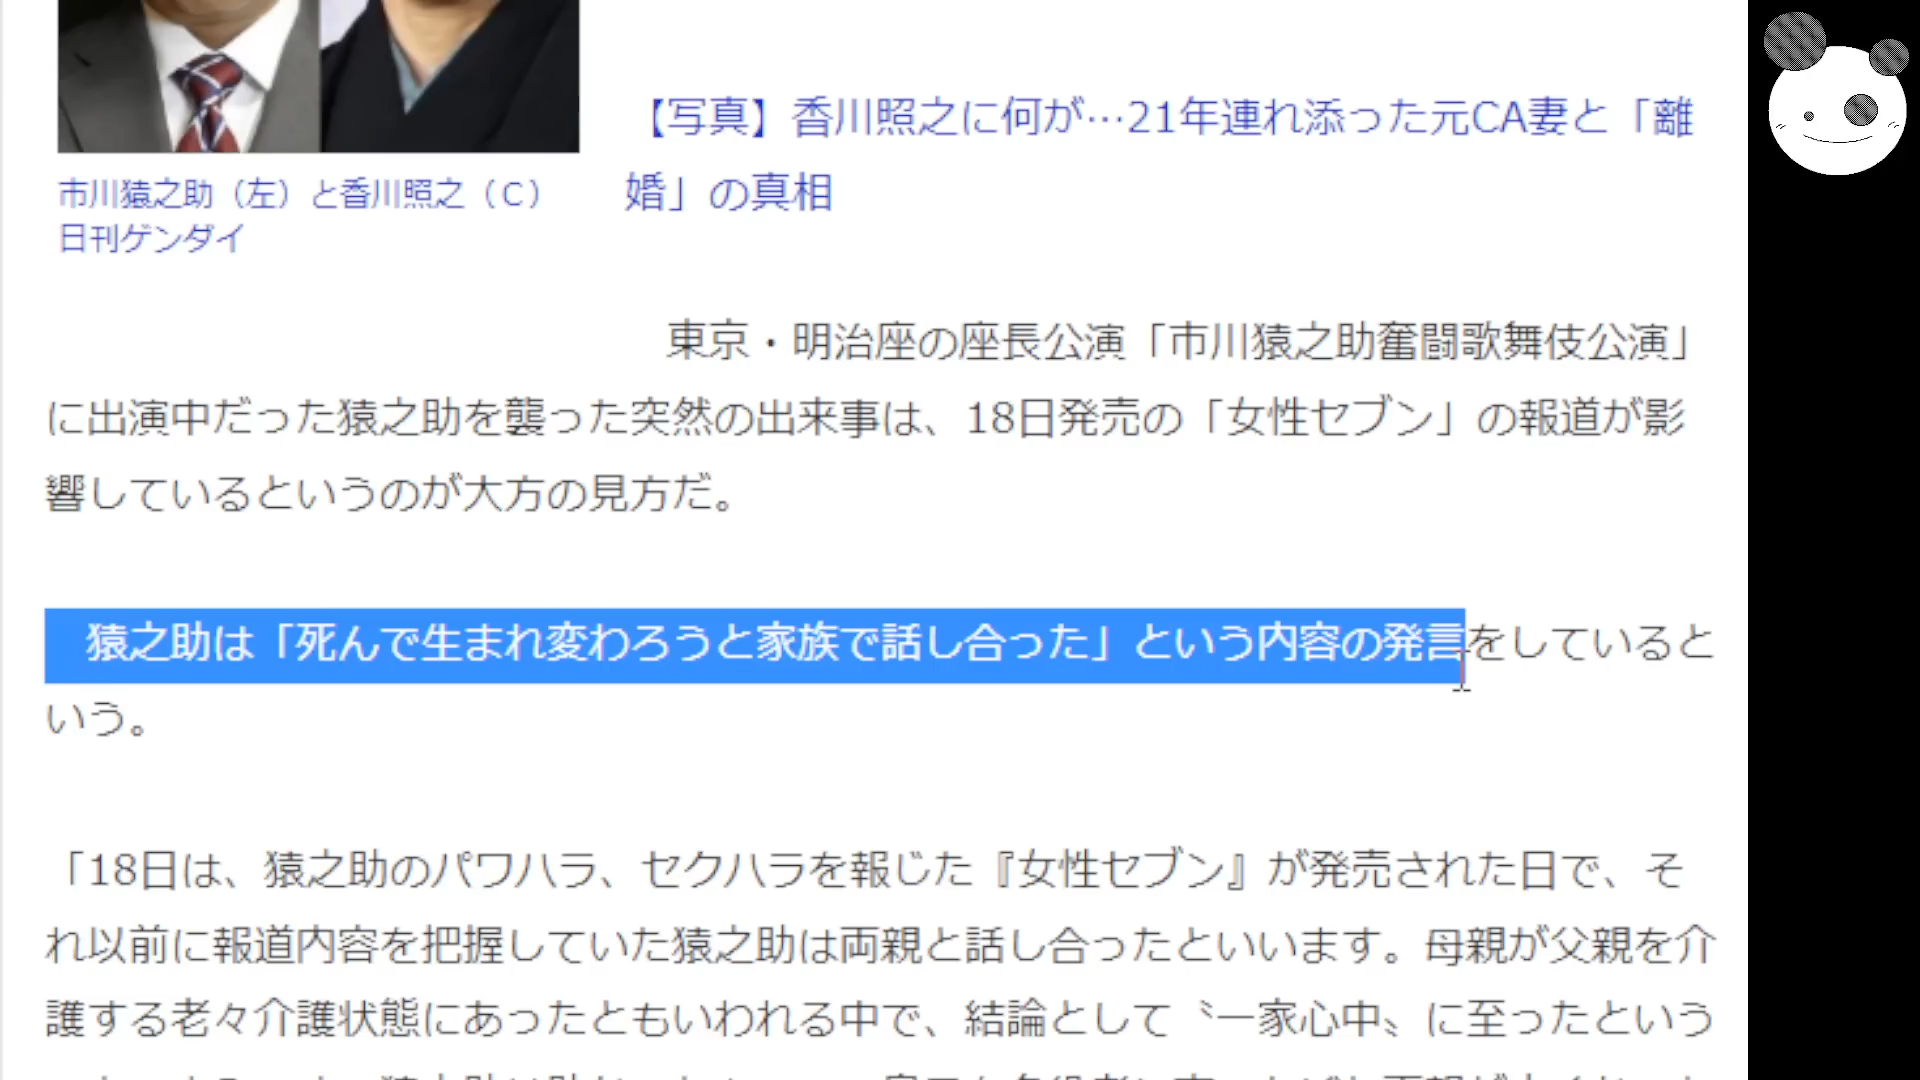 【写真】香川照之に何が…21年連れ添った元CA妻と「離
婚」の真相
市川猿之助（左）と香川照之（C）
日刊ゲンダイ
東京・明治座の座長公演「市川猿之助奮闘歌舞伎公演」
に出演中だった猿之助を襲った突然の出来事は、18日発売の「女性セブン」の報道が影
響しているというのが大方の見方だ。
猿之助は「死んで生まれ変わろうと家族で話し合った」という内容の発言をしていると
いう。
「18日は、猿之助のパワハラ、セクハラを報じた『女性セブン』が発売された日で、そ
れ以前に報道内容を把握していた猿之助は両親と話し合ったといいます。母親が父親を介
護する老々介護状態にあったともいわれる中で、結論として〝一家心中〟に至ったという